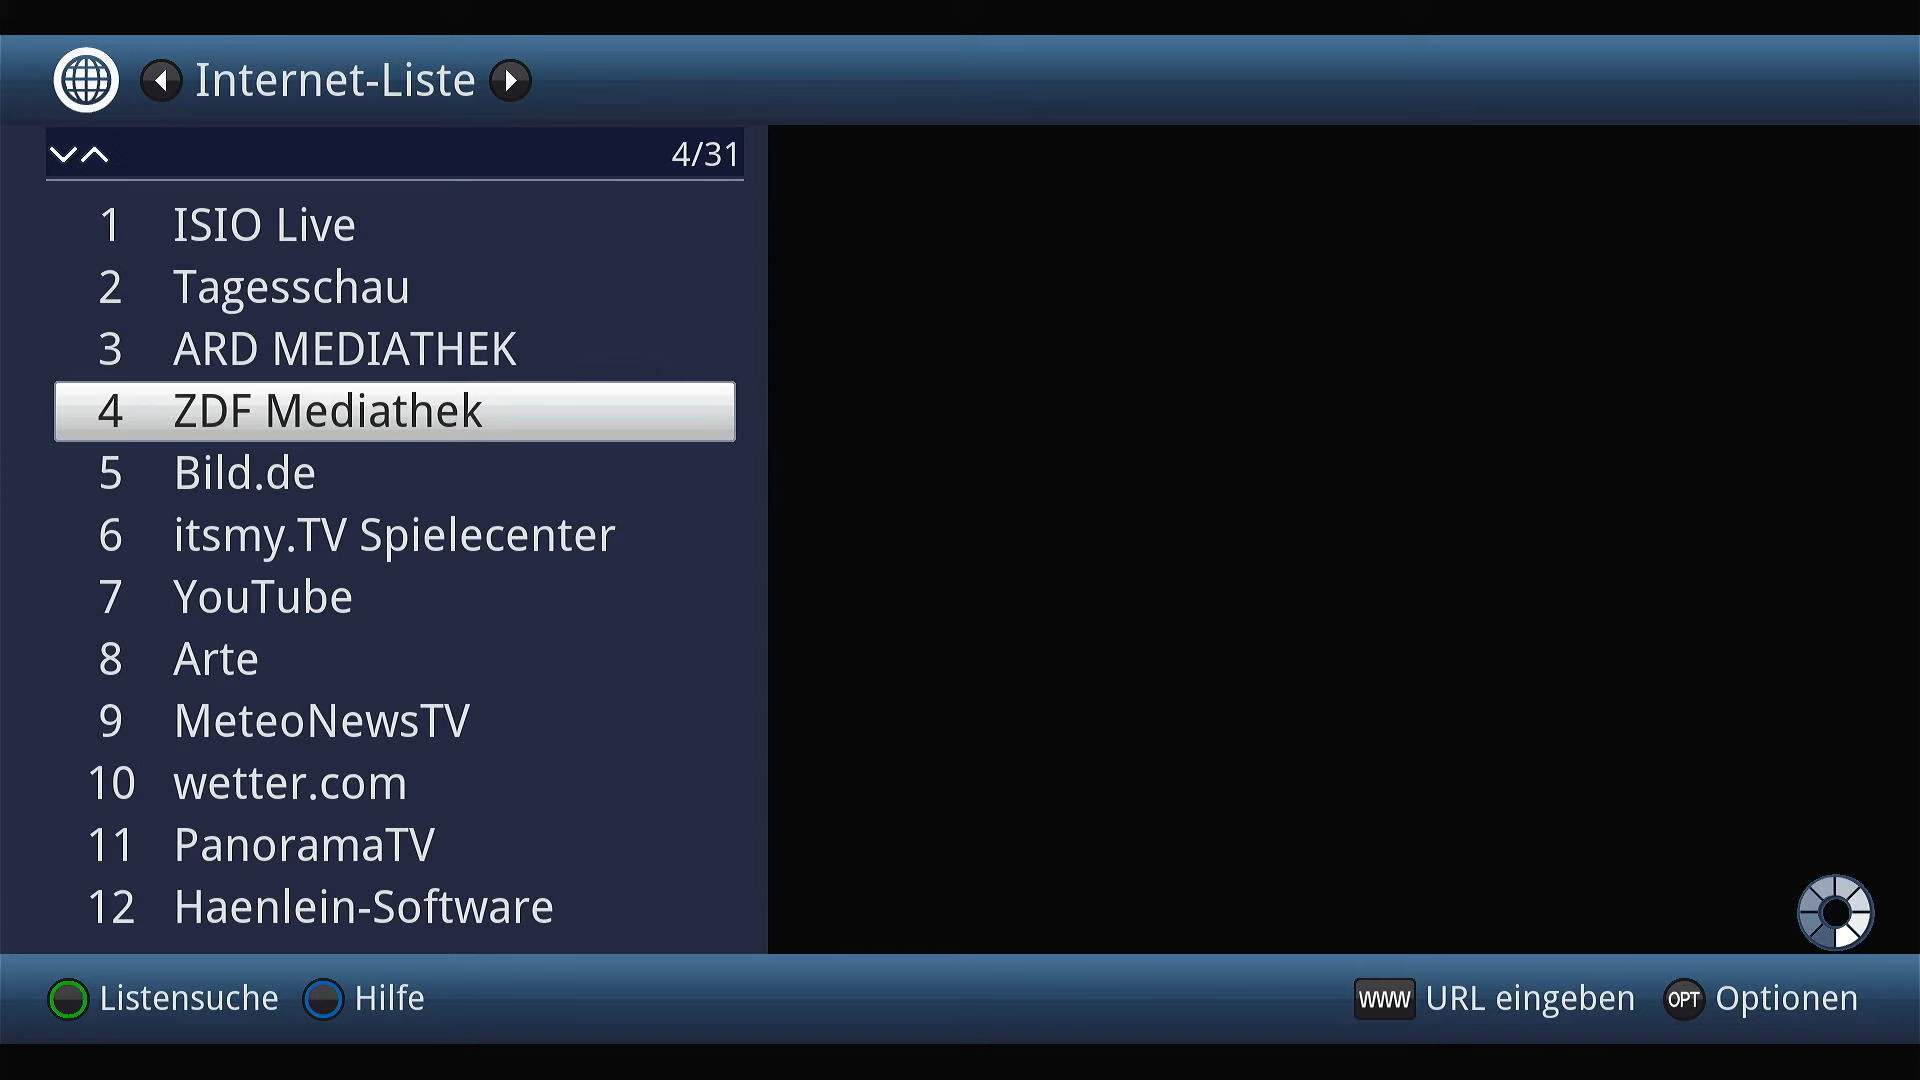 Internet-Liste
4/31
1 ISIO Live
2 Tagesschau
3 ARD MEDIATHEK
4 ZDF Mediathek
5 Bild.de
6 itsmy.TV Spielecenter
7 YouTube
8 Arte
9 MeteoNewsTV
10 wetter.com
11 PanoramaTV
12 Haenlein-Software
Listensuche Hilfe WWW URL eingeben OPT Optionen